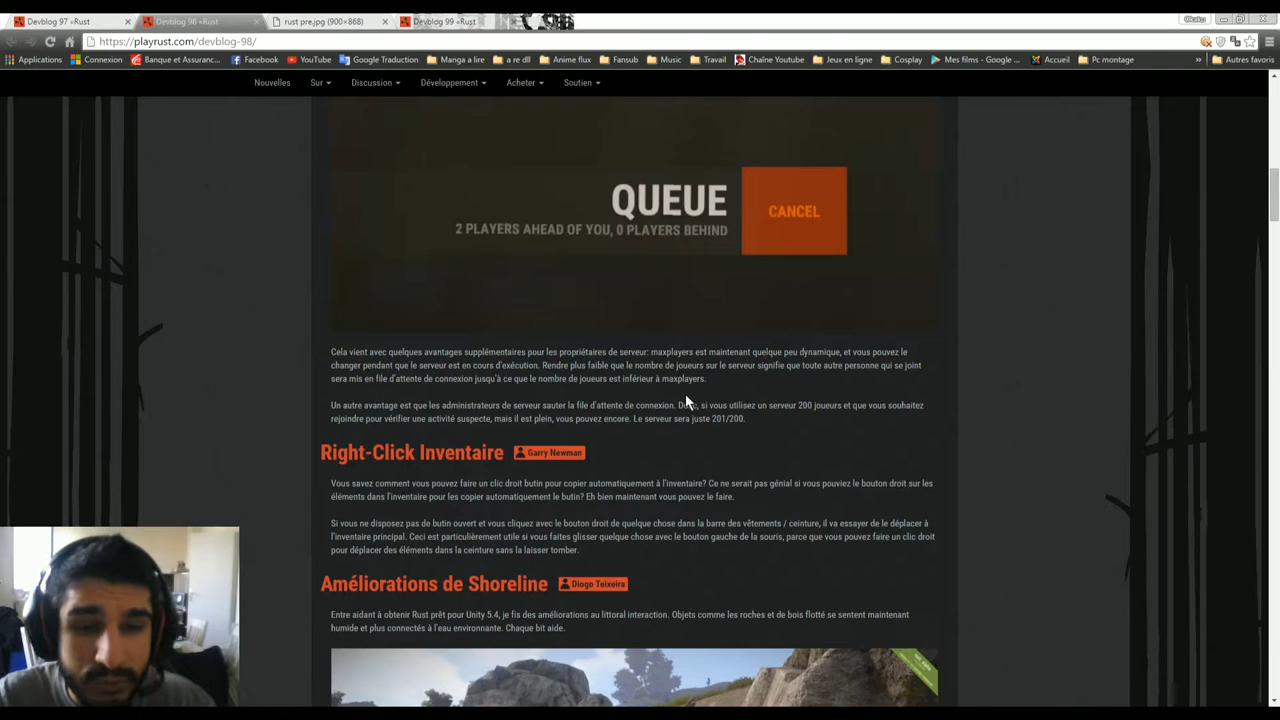 Devblog 97 «Rust
Devblog 98 «Rust
rust pre.jpg (900×868)
Devblog 99 «Rust
Okaku
https://playrust.com/devblog-98/
Applications
Connexion
Banque et Assuranc...
Facebook
YouTube
Google Traduction
Manga a lire
a re dll
Anime flux
Fansub
Music
Travail
Chaîne Youtube
Jeux en ligne
Cosplay
Mes films - Google ...
Accueil
Pc montage
»
Autres favoris
Nouvelles
Sur
Discussion
Développement
Acheter
Soutien
QUEUE
2 PLAYERS AHEAD OF YOU, 0 PLAYERS BEHIND
CANCEL
Cela vient avec quelques avantages supplémentaires pour les propriétaires de serveur: maxplayers est maintenant quelque peu dynamique, et vous pouvez le
changer pendant que le serveur est en cours d'exécution. Rendre plus faible que le nombre de joueurs sur le serveur signifie que toute autre personne qui se joint
sera mis en file d'attente de connexion jusqu'à ce que le nombre de joueurs est inférieur à maxplayers.
Un autre avantage est que les administrateurs de serveur sauter la file d'attente de connexion. si vous utilisez un serveur 200 joueurs et que vous souhaitez
rejoindre pour vérifier une activité suspecte, mais il est plein, vous pouvez encore. Le serveur sera juste 201/200.
Right-Click Inventaire
Garry Newman
Vous savez comment vous pouvez faire un clic droit butin pour copier automatiquement à l'inventaire? Ce ne serait pas génial si vous pouviez le bouton droit sur les
éléments dans l'inventaire pour les copier automatiquement le butin? Eh bien maintenant vous pouvez le faire.
Si vous ne disposez pas de butin ouvert et vous cliquez avec le bouton droit de quelque chose dans la barre des vêtements / ceinture, il va essayer de le déplacer à
l'inventaire principal. Ceci est particulièrement utile si vous faites glisser quelque chose avec le bouton gauche de la souris, parce que vous pouvez faire un clic droit
pour déplacer des éléments dans la ceinture sans la laisser tomber.
Améliorations de Shoreline
Diogo Teixeira
Entre aidant à obtenir Rust prêt pour Unity 5.4, je fis des améliorations au littoral interaction. Objets comme les roches et de bois flotté se sentent maintenant
humide et plus connectés à l'eau environnante. Chaque bit aide.